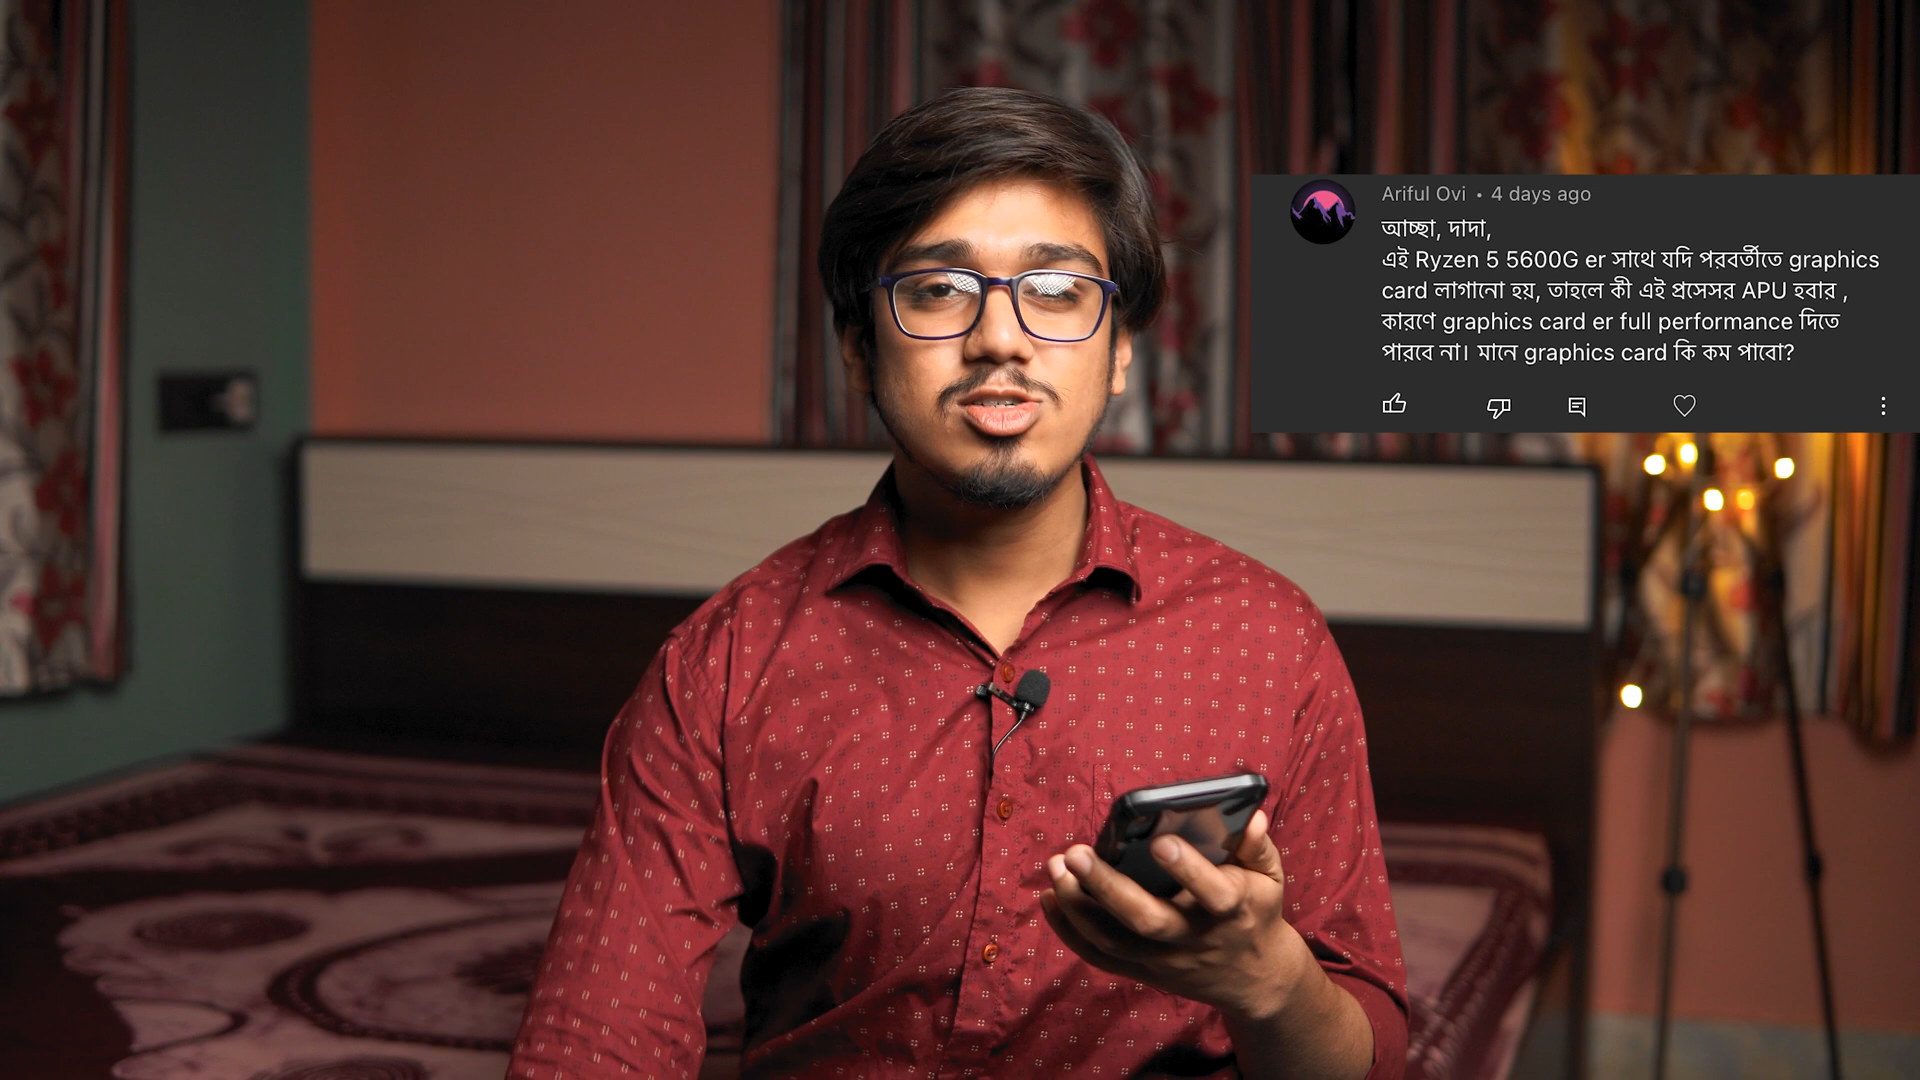 Ariful Ovi • 4 days ago
আচ্ছা, দাদা,
এই Ryzen 5 5600G er সাথে যদি পরবর্তীতে graphics
card লাগানো হয়, তাহলে কী এই প্রসেসর APU হবার ,
কারণে graphics card er full performance দিতে
পারবে না। মানে graphics card কি কম পাবো?